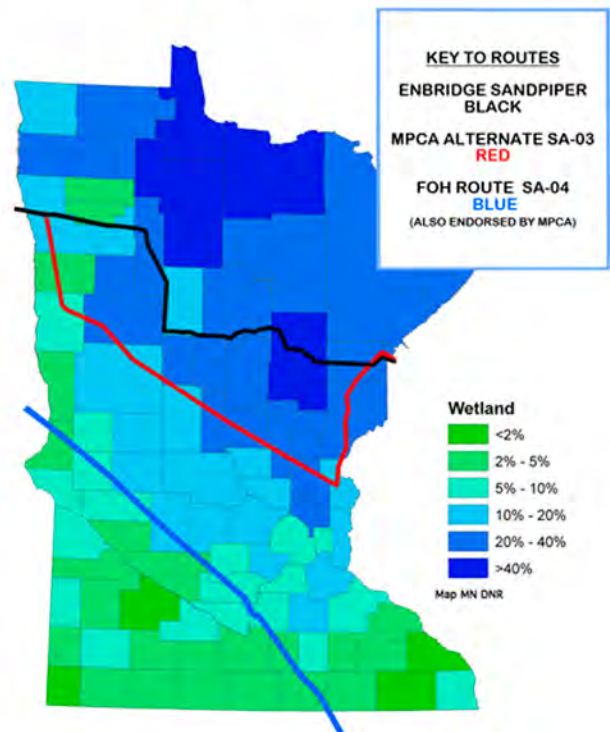 KEY TO ROUTES
ENBRIDGE SANDPIPER
BLACK
MPCA ALTERNATE SA-03
RED
FOH ROUTE SA-04
BLUE
(ALSO ENDORSED BY MPCA)
Wetland
<2%
2% - 5%
5% - 10%
10% - 20%
20% - 40%
>40%
Map MN DNR